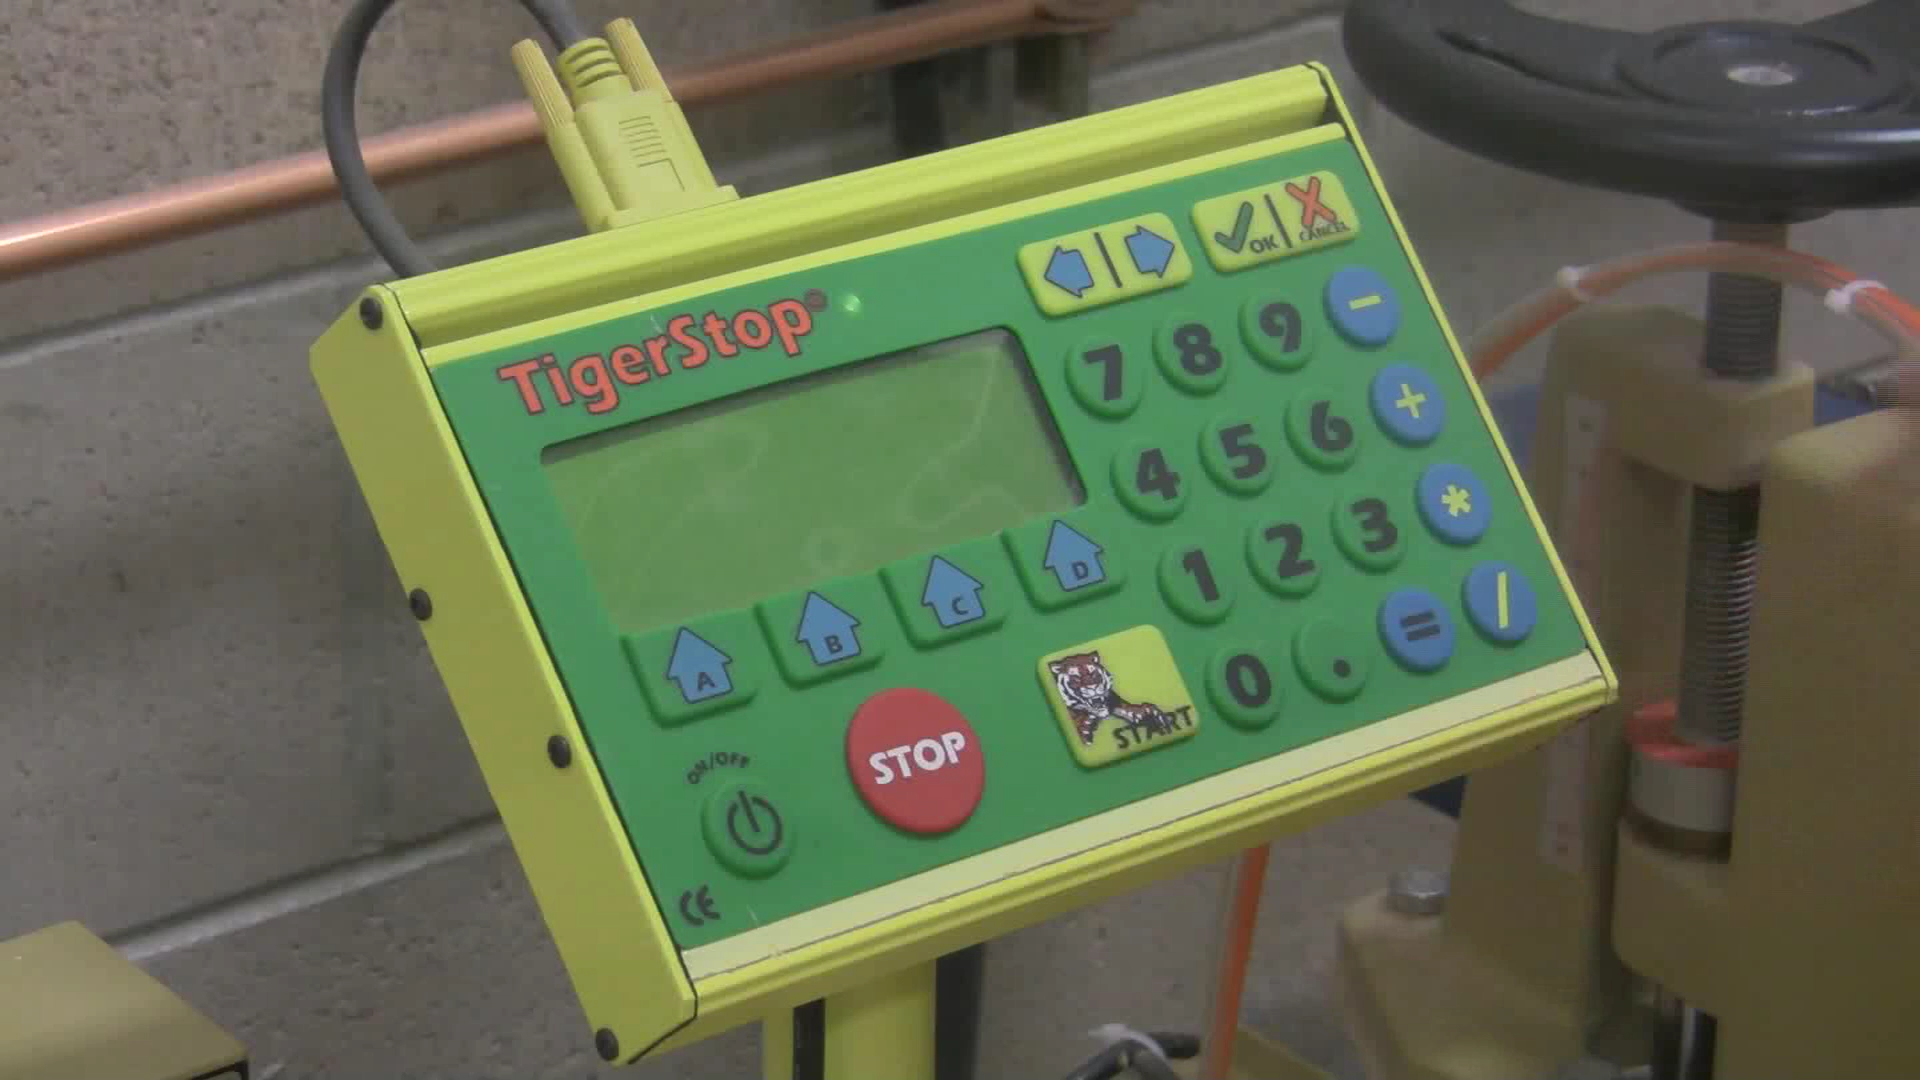 TigerStop®
OK | CANCEL
7 8 9 -
4 5 6 +
1 2 3 *
0 . = /
A B C D
START
STOP
ON/OFF
CE